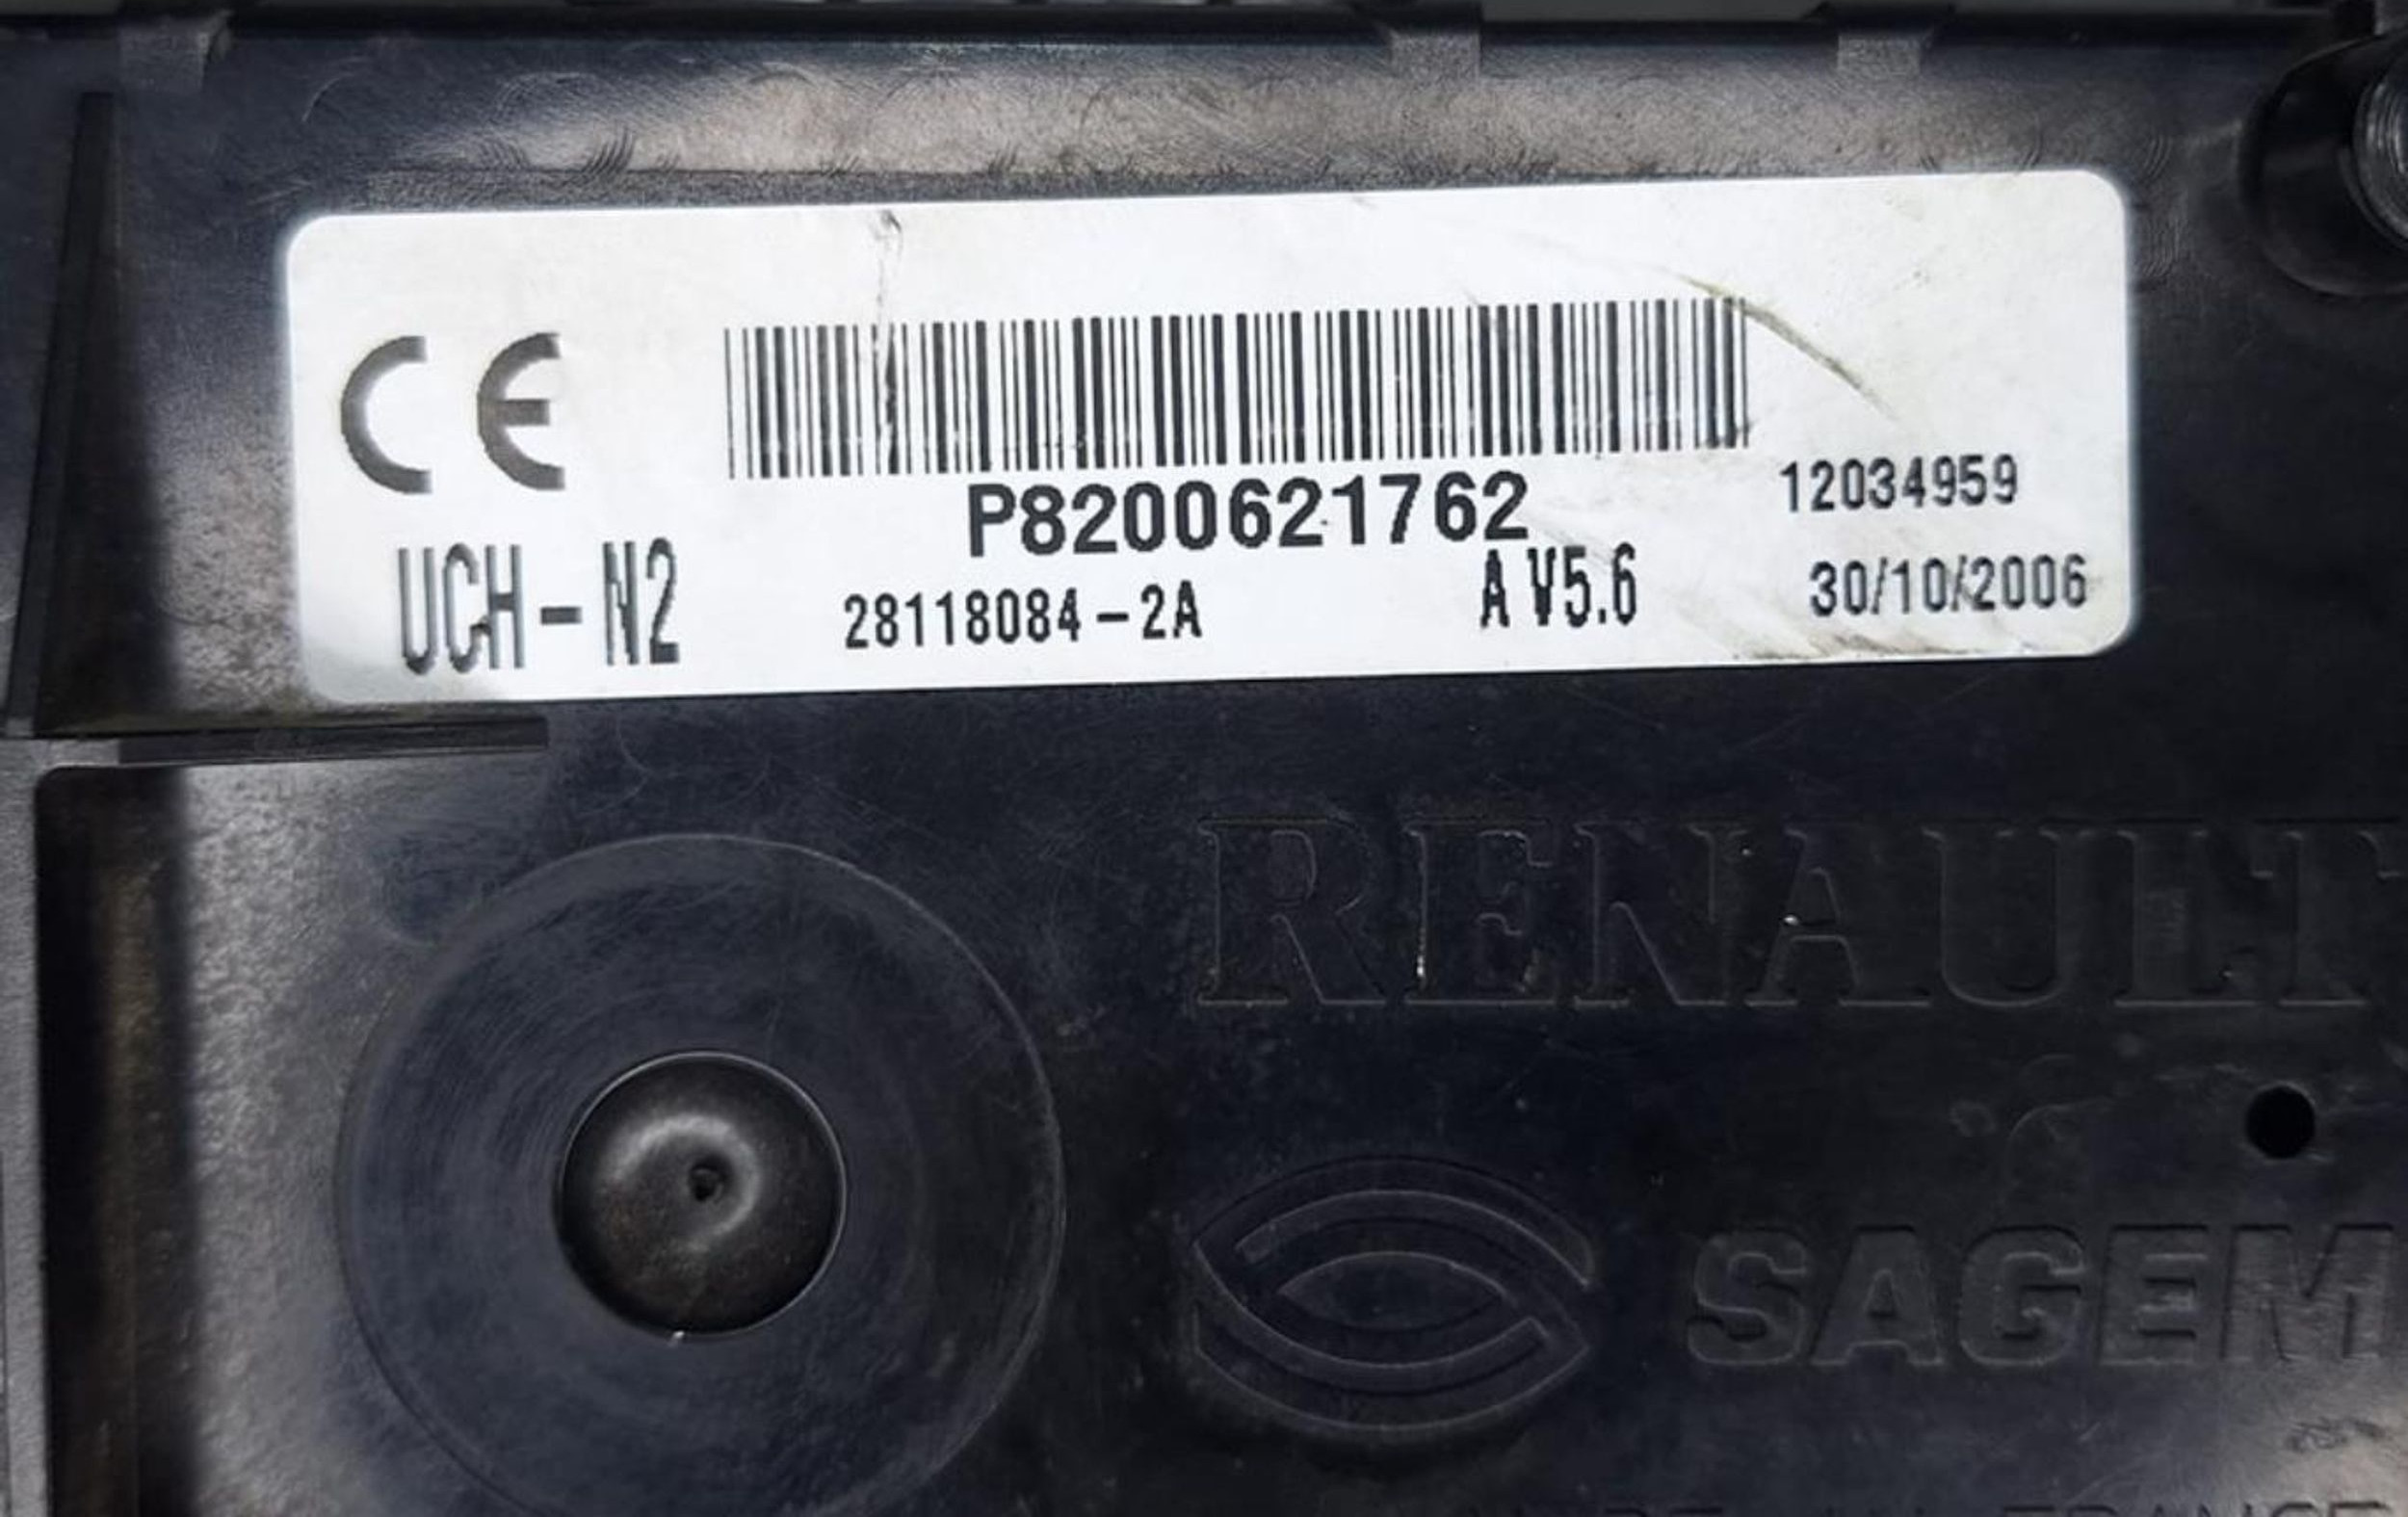 CE
P8200621762
12034959
UCH-N2
28118084-2A
A V5.6
30/10/2006
RENAULT
SAGEM